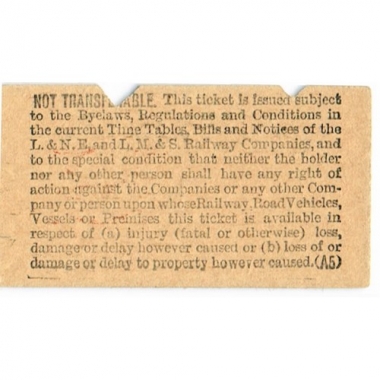 NOT TRANSFERABLE. This ticket is issued subject
to the Byelaws, Regulations and Conditions in
the current Time Tables, Bills and Notices of the
L. & N. E. and L. M. & S. Railway Companies, and
to the special condition that neither the holder
nor any other person shall have any right of
action against the Companies or any other Com-
pany or person upon whose Railway, Road Vehicles,
Vessels or Premises this ticket is available in
respect of (a) injury (fatal or otherwise) loss,
damage or delay however caused or (b) loss of or
damage or delay to property however caused. (A5)